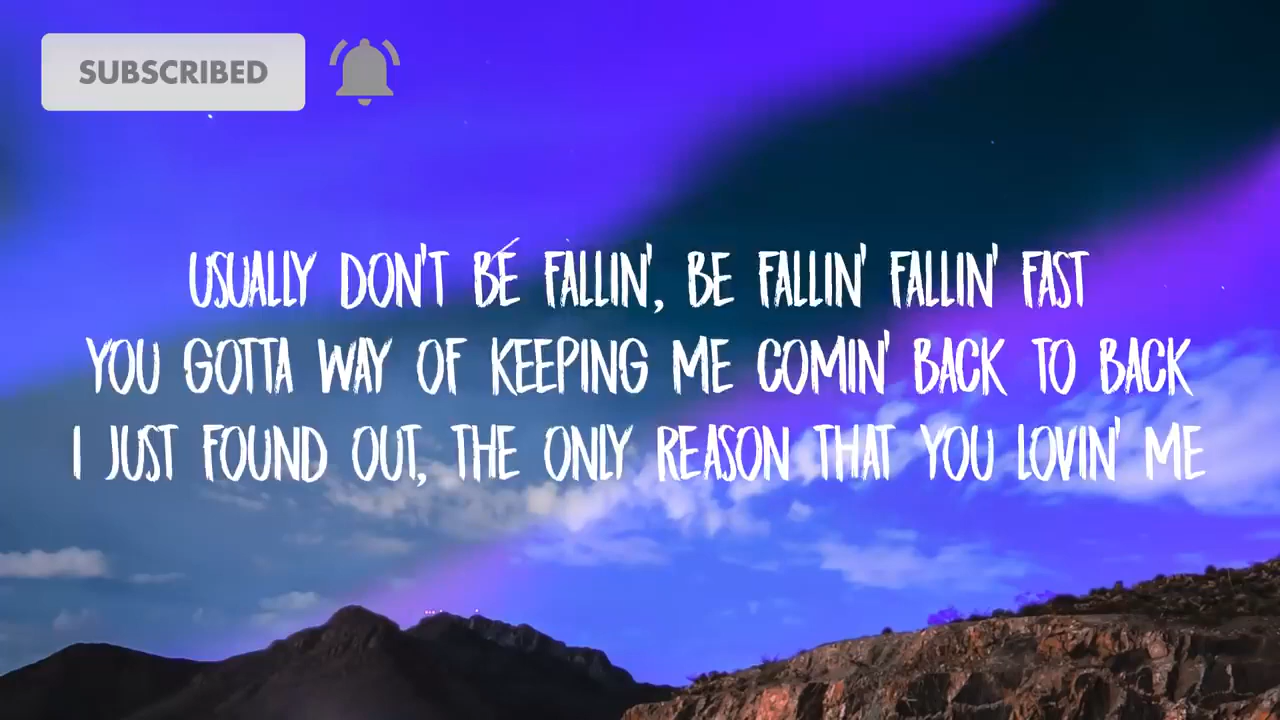 SUBSCRIBED
USUALLY DON'T BE FALLIN', BE FALLIN' FALLIN' FAST
YOU GOTTA WAY OF KEEPING ME COMIN' BACK TO BACK
I JUST FOUND OUT, THE ONLY REASON THAT YOU LOVIN' ME